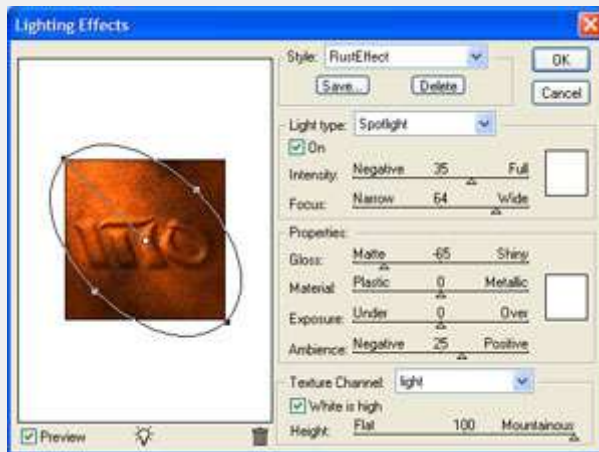 Lighting Effects
Style: RustEffect
OK
Save... Delete
Cancel
Light type: Spotlight
On
Intensity: Negative 35 Full
Focus: Narrow 64 Wide
Properties:
Gloss: Matte -65 Shiny
Material: Plastic 0 Metallic
Exposure: Under 0 Over
Ambience: Negative 25 Positive
Texture Channel: light
White is high
Height: Flat 100 Mountainous
Preview